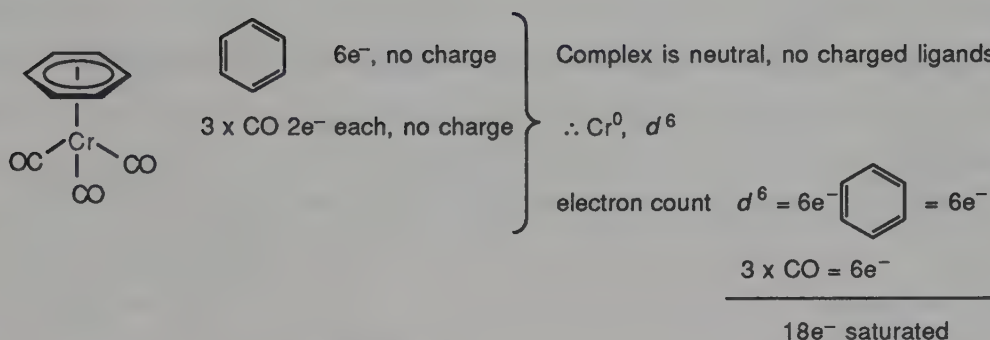 6e⁻, no charge
Complex is neutral, no charged ligands
3 x CO 2e⁻ each, no charge
∴ Cr⁰, d⁶
OC Cr CO
CO
electron count d⁶ = 6e⁻ = 6e⁻
3 x CO = 6e⁻
18e⁻ saturated